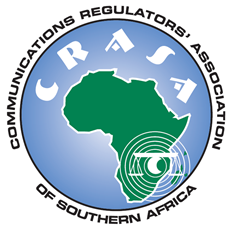 COMMUNICATIONS REGULATORS' ASSOCIATION
OF SOUTHERN AFRICA
CRASA